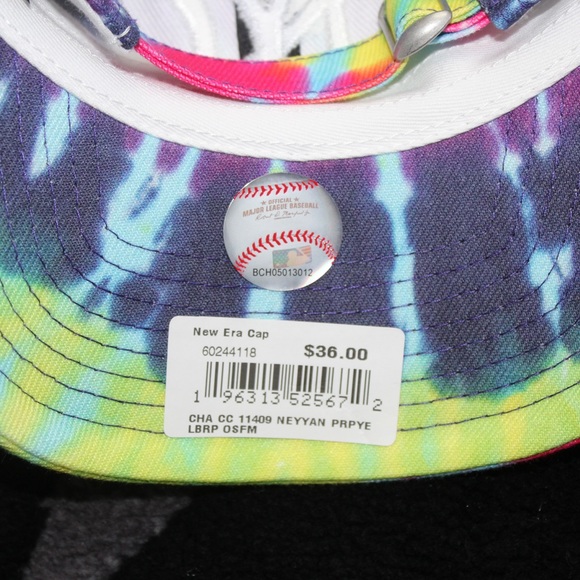 ★ OFFICIAL ★
MAJOR LEAGUE BASEBALL
BCH05013012
New Era Cap
60244118 $36.00
1 96313 52567 2
CHA CC 11409 NEYYAN PRPYE
LBRP OSFM